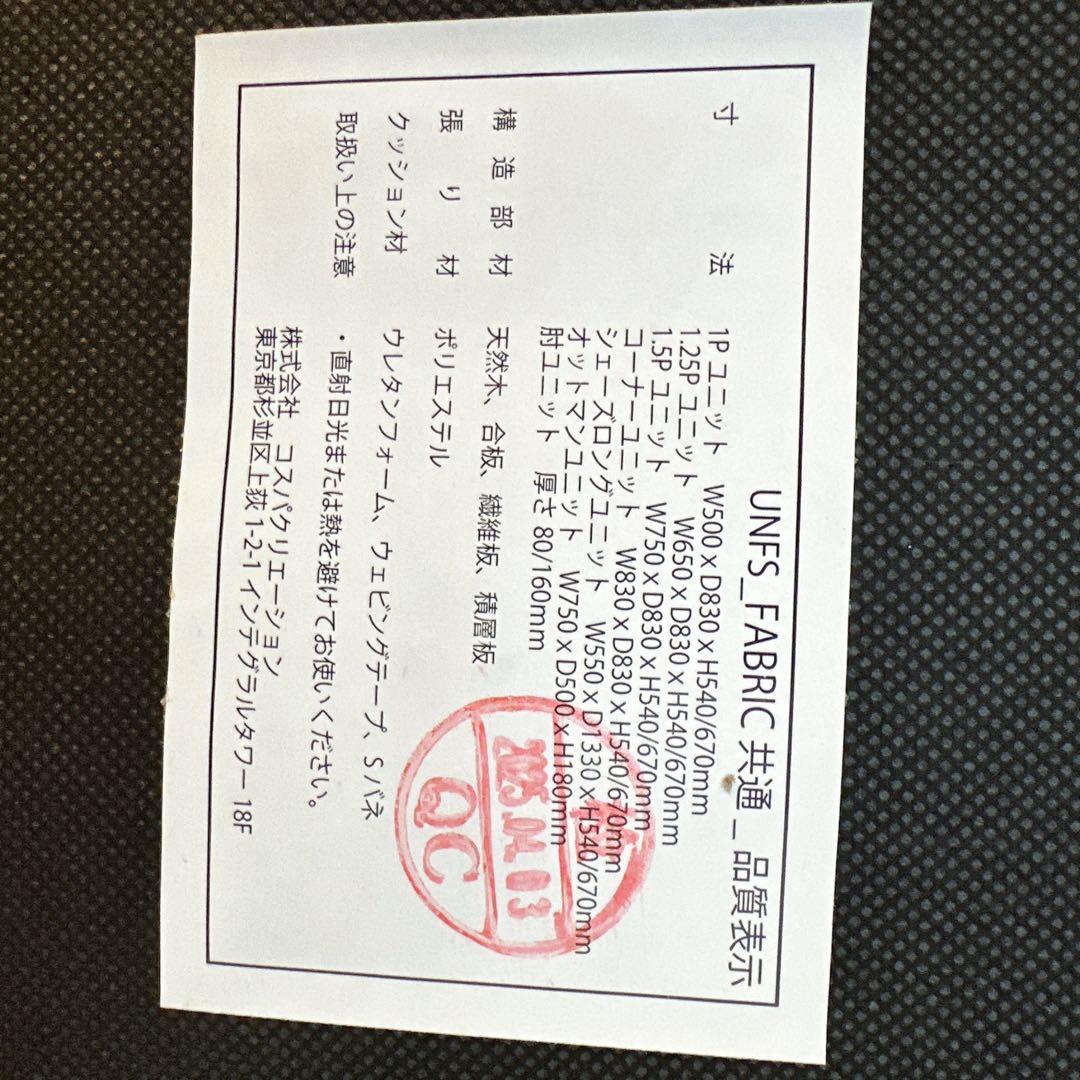 UNFS_FABRIC 共通_品質表示
寸 法 1Pユニット W500 x D830 x H540/670mm
1.25P ユニット W650 x D830 x H540/670mm
1.5P ユニット W750 x D830 x H540/670mm
コーナーユニット W830 x D830 x H540/670mm
シェーズロングユニット W550 x D1330 x H540/670mm
オットマンユニット W750 x D500 x H180mm
肘ユニット 厚さ 80/160mm
構造部材 天然木、合板、繊維板、積層板
張り材 ポリエステル
クッション材 ウレタンフォーム、ウェビングテープ、Sバネ
取扱い上の注意 ・直射日光または熱を避けてお使いください。
株式会社 コスパクリエーション
東京都杉並区上荻 1-2-1 インテグラルタワー 18F
2025.04.03
QC